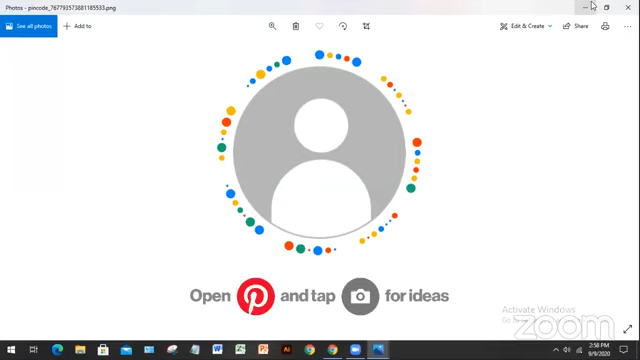 Photos - pincode_767793573881185533.png
See all photos
Add to
Edit & Create
Share
Open
and tap
for ideas
Activate Windows
zoom
2:58 PM
9/9/2020